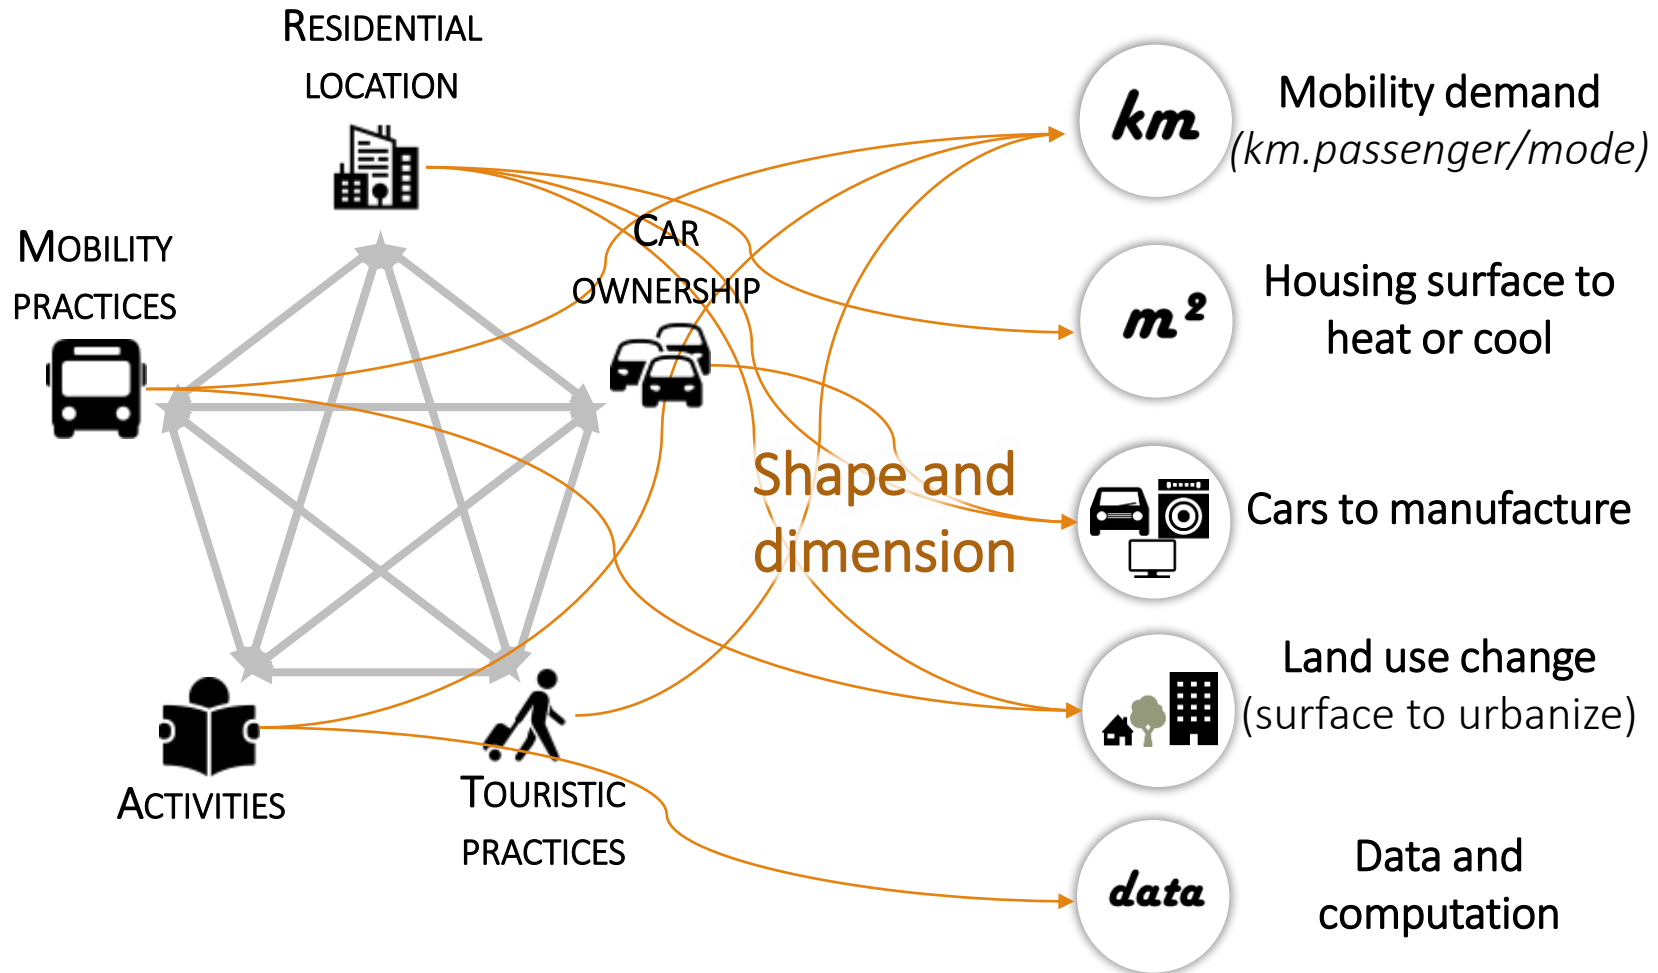 RESIDENTIAL
LOCATION
MOBILITY
PRACTICES
CAR
OWNERSHIP
ACTIVITIES
TOURISTIC
PRACTICES
Shape and
dimension
km
Mobility demand
(km.passenger/mode)
m²
Housing surface to
heat or cool
Cars to manufacture
Land use change
(surface to urbanize)
data
Data and
computation